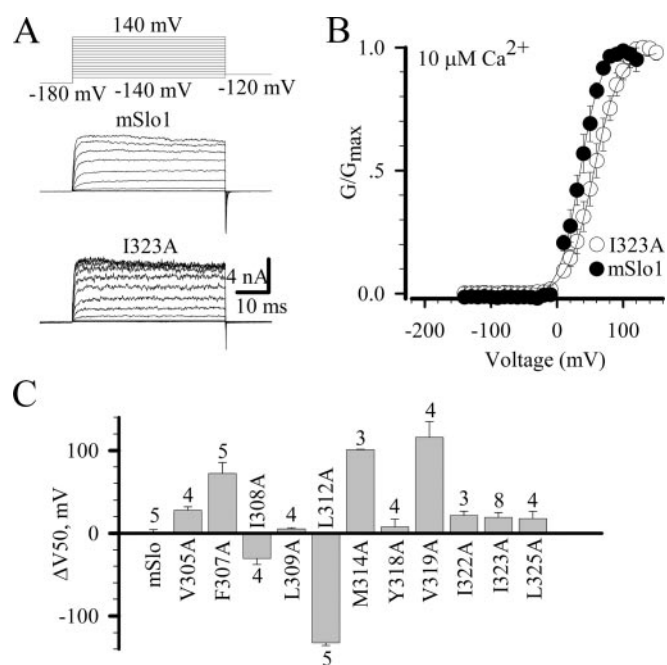 A
140 mV
-180 mV
-140 mV
-120 mV
mSlo1
I323A
4 nA
10 ms
B
10 μM Ca2+
G/Gmax
1.0
.5
0.0
I323A
mSlo1
-200 -100 0 100
Voltage (mV)
C
ΔV50, mV
100
0
-100
5 4 5 4 4 5 3 4 4 3 8 4
mSlo V305A F307A I308A L309A L312A M314A Y318A V319A I322A I323A L325A